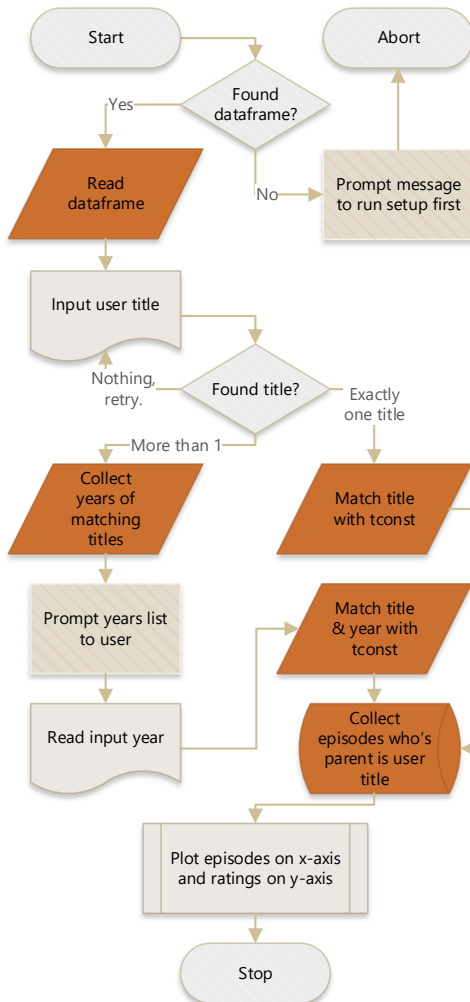 Start
Abort
Found
dataframe?
Yes
No
Read
dataframe
Prompt message
to run setup first
Input user title
Found title?
Nothing,
retry.
Exactly
one title
More than 1
Collect
years of
matching
titles
Match title
with tconst
Prompt years list
to user
Match title
& year with
tconst
Read input year
Collect
episodes who's
parent is user
title
Plot episodes on x-axis
and ratings on y-axis
Stop